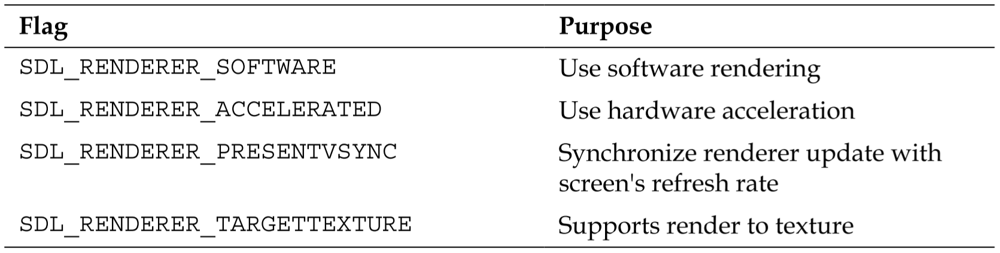 Flag Purpose
SDL_RENDERER_SOFTWARE Use software rendering
SDL_RENDERER_ACCELERATED Use hardware acceleration
SDL_RENDERER_PRESENTVSYNC Synchronize renderer update with
screen's refresh rate
SDL_RENDERER_TARGETTEXTURE Supports render to texture